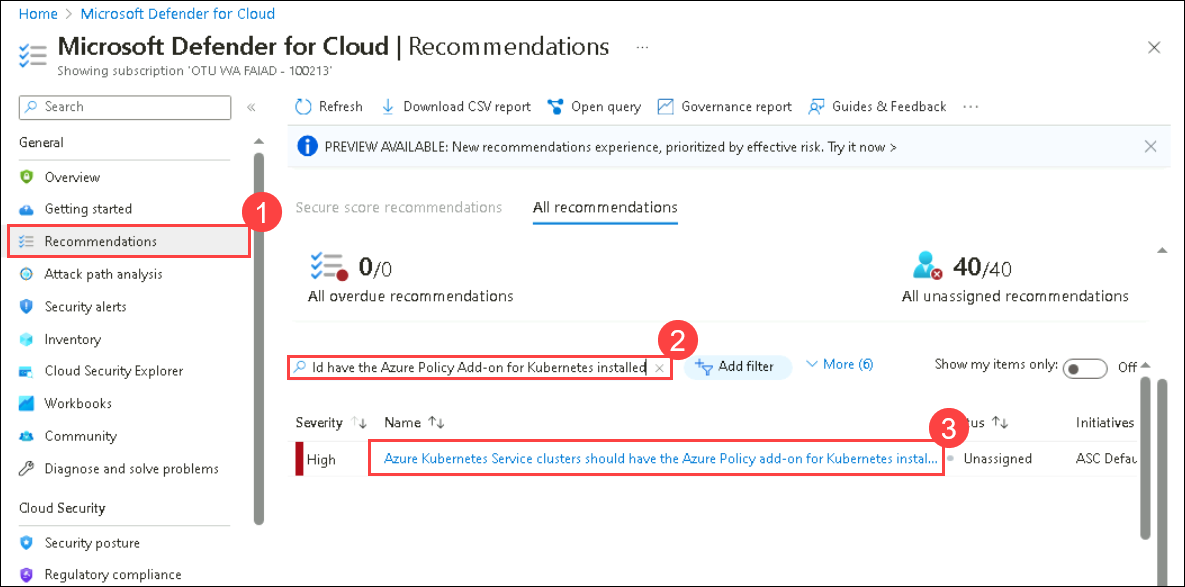 Home > Microsoft Defender for Cloud
Microsoft Defender for Cloud | Recommendations ...
Showing subscription 'OTU WA FAIAD - 100213'
Search «
Refresh Download CSV report Open query Governance report Guides & Feedback ...
General
PREVIEW AVAILABLE: New recommendations experience, prioritized by effective risk. Try it now >
Overview
Getting started
1
Recommendations
Attack path analysis
Security alerts
Inventory
Cloud Security Explorer
Workbooks
Community
Diagnose and solve problems
Cloud Security
Security posture
Regulatory compliance
Secure score recommendations All recommendations
0/0
All overdue recommendations
40/40
All unassigned recommendations
2
ld have the Azure Policy Add-on for Kubernetes installed Add filter More (6) Show my items only: Off
3
Severity ↑↓ Name ↑↓ tus ↑↓ Initiatives
High Azure Kubernetes Service clusters should have the Azure Policy add-on for Kubernetes instal... Unassigned ASC Defau